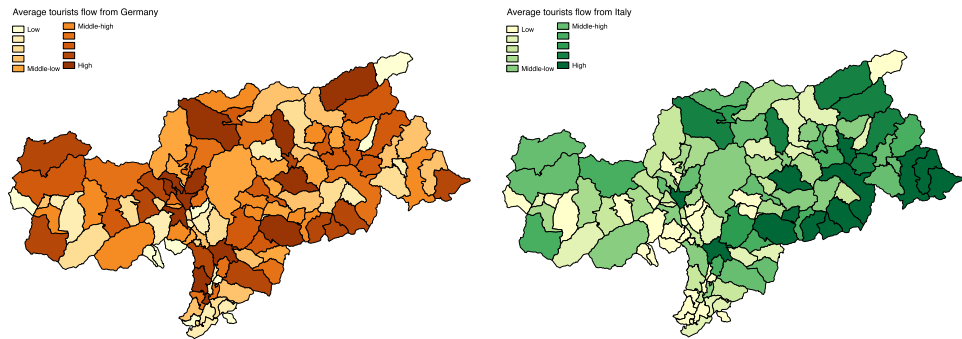 Average tourists flow from Germany
Low
Middle-high
Middle-low
High
Average tourists flow from Italy
Low
Middle-high
Middle-low
High